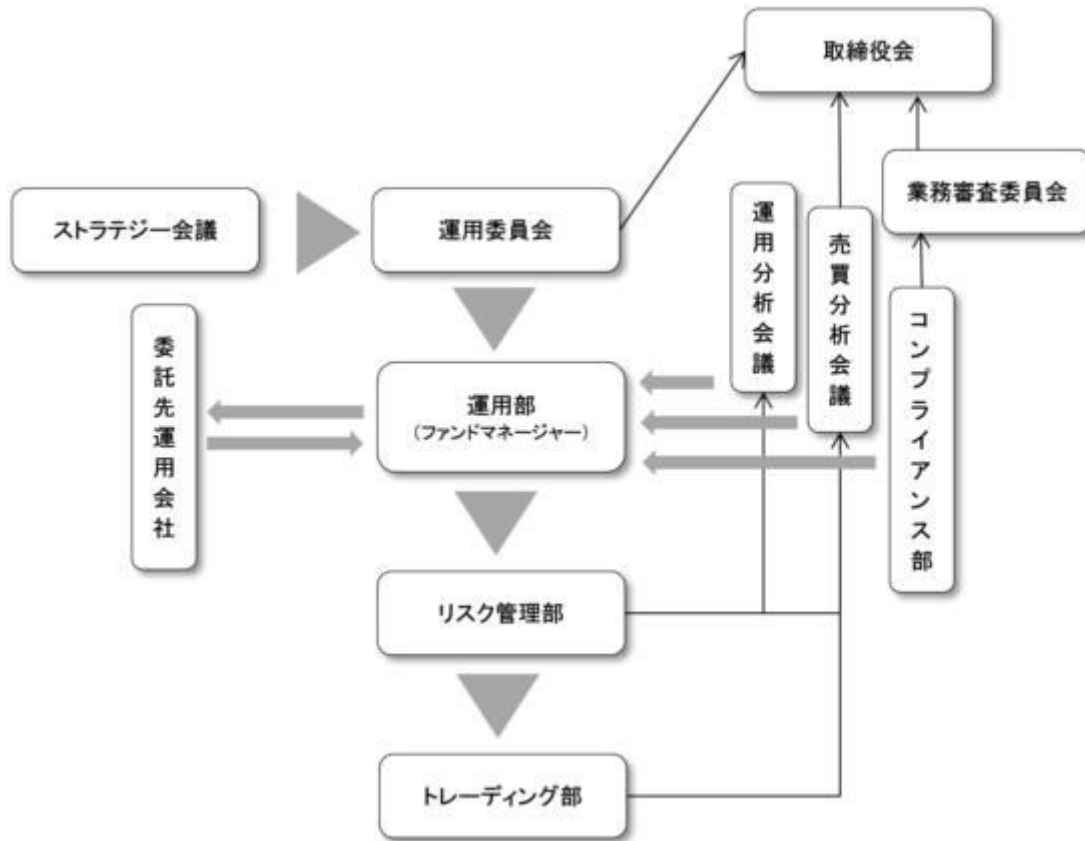 取締役会
業務審査委員会
ストラテジー会議
運用委員会
運用分析会議
売買分析会議
コンプライアンス部
委託先運用会社
運用部
(ファンドマネージャー)
リスク管理部
トレーディング部